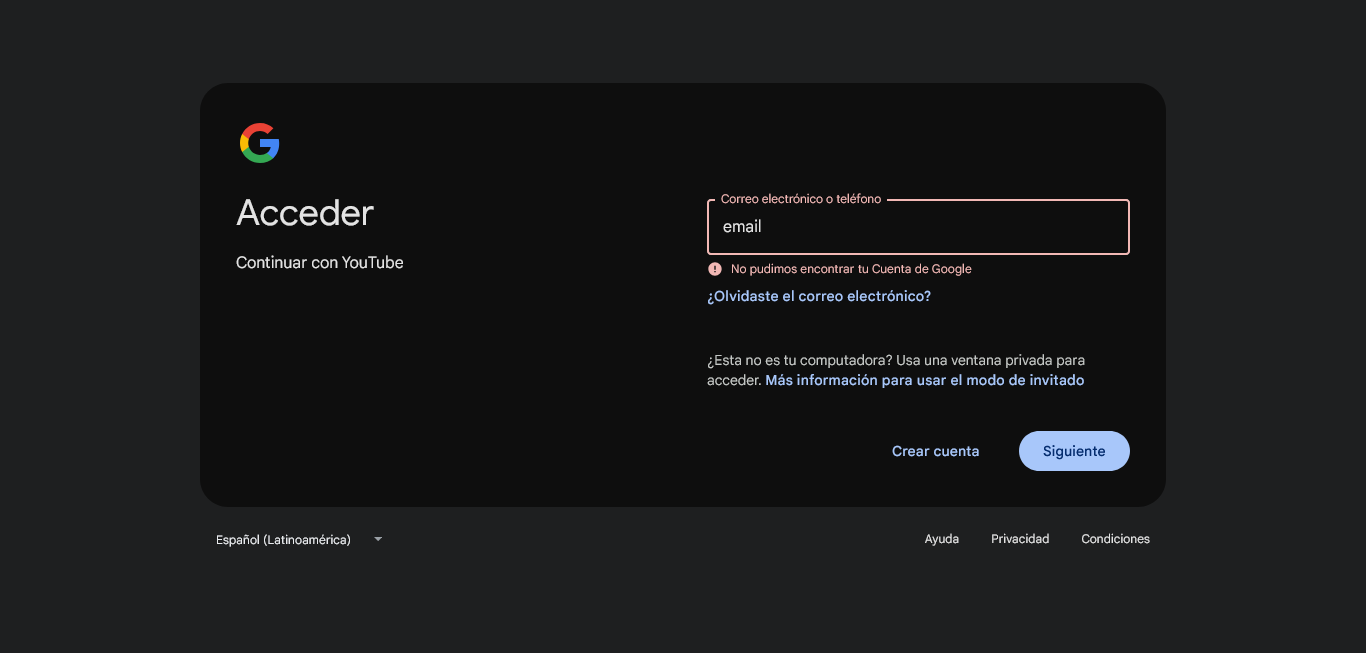 Acceder
Continuar con YouTube
Correo electrónico o teléfono
email
No pudimos encontrar tu Cuenta de Google
¿Olvidaste el correo electrónico?
¿Esta no es tu computadora? Usa una ventana privada para
acceder. Más información para usar el modo de invitado
Crear cuenta
Siguiente
Español (Latinoamérica)
Ayuda
Privacidad
Condiciones